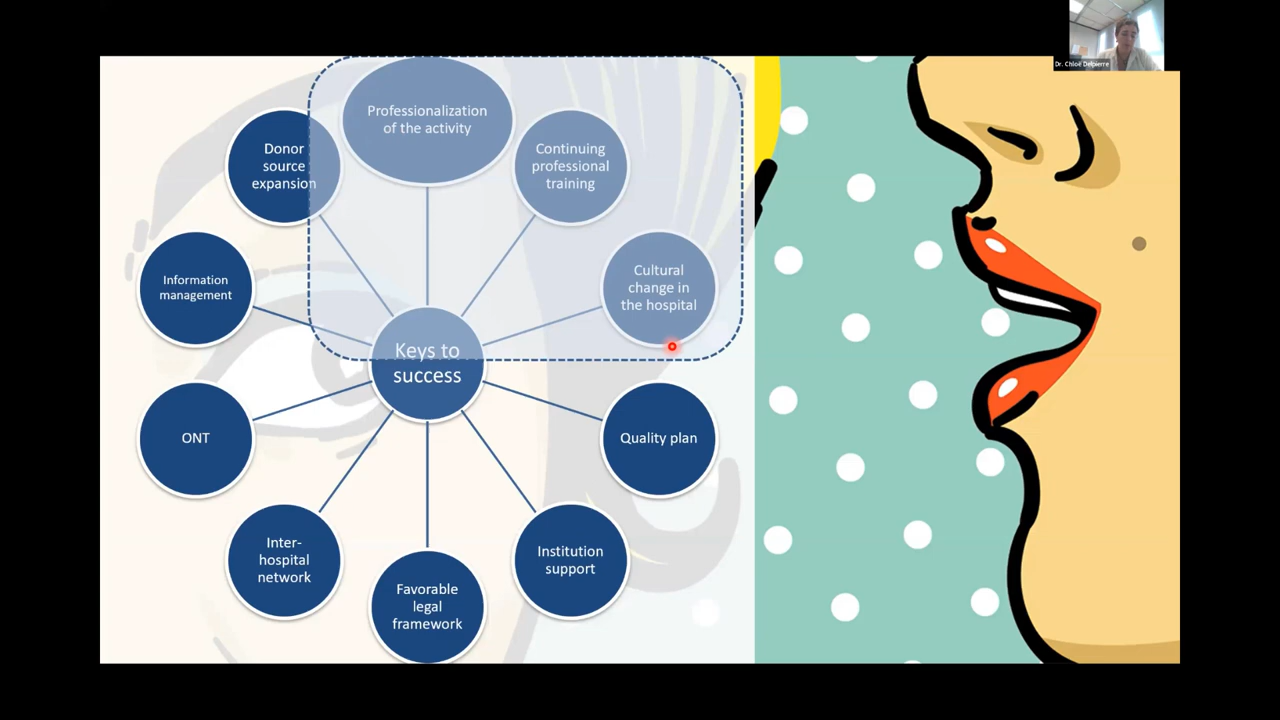 Dr. Chloë Delpierre
Professionalization
of the activity
Continuing
professional
training
Cultural
change in
the hospital
Quality plan
Institution
support
Favorable
legal
framework
Inter-
hospital
network
ONT
Information
management
Donor
source
expansion
Keys to
success